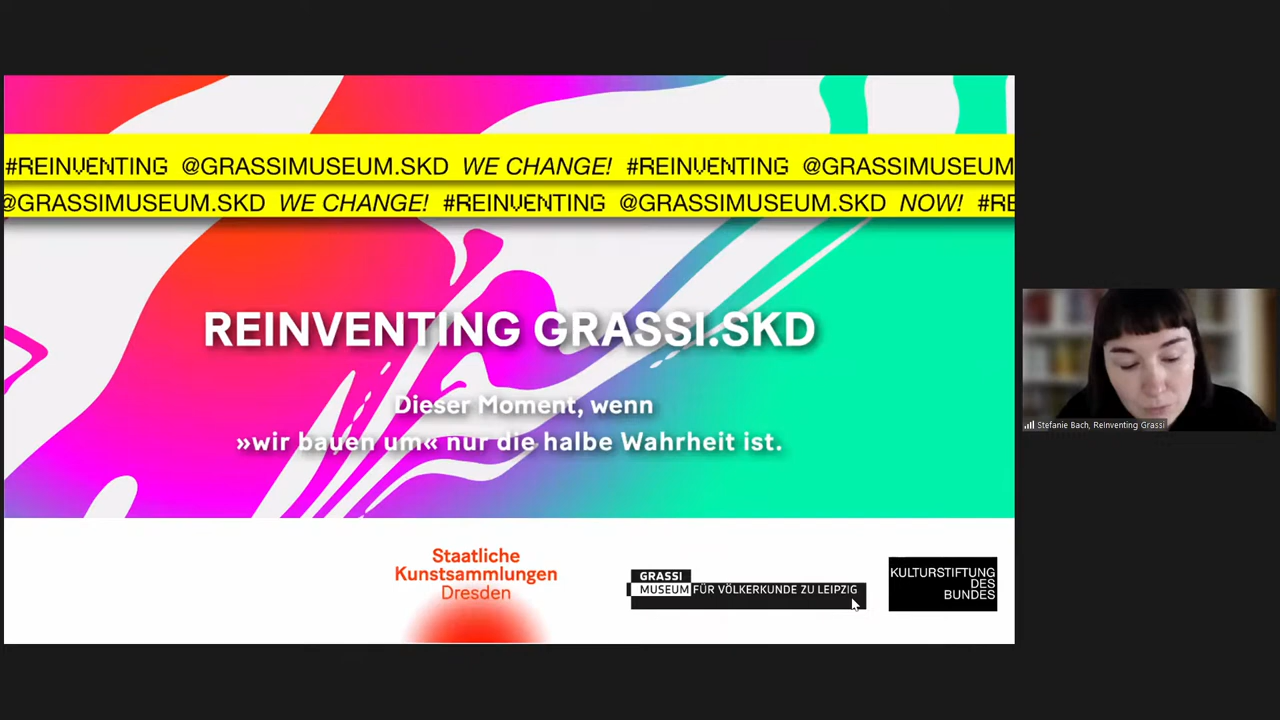 #REINVENTING @GRASSIMUSEUM.SKD WE CHANGE! #REINVENTING @GRASSIMUSEUM
@GRASSIMUSEUM.SKD WE CHANGE! #REINVENTING @GRASSIMUSEUM.SKD NOW! #RE
REINVENTING GRASSI.SKD
Dieser Moment, wenn
»wir bauen um« nur die halbe Wahrheit ist.
Stefanie Bach, Reinventing Grassi
Staatliche
Kunstsammlungen
Dresden
GRASSI
MUSEUM FÜR VÖLKERKUNDE ZU LEIPZIG
KULTURSTIFTUNG
DES
BUNDES